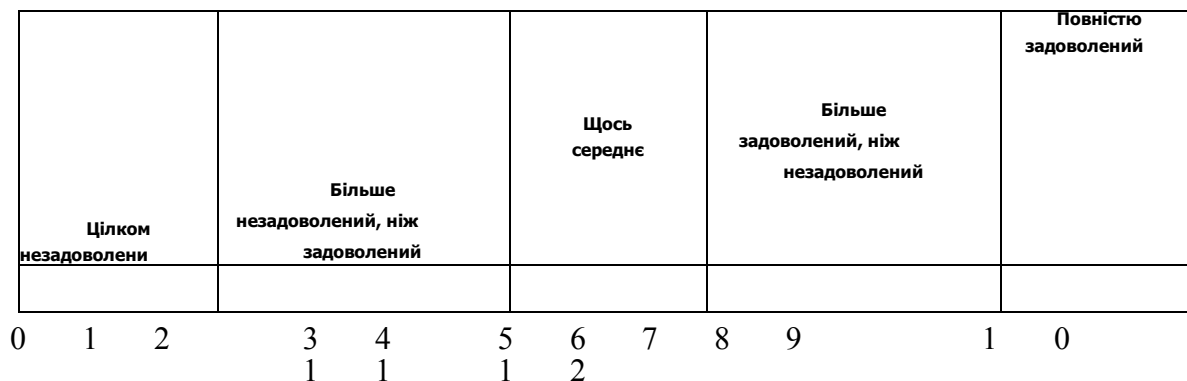 Цілком
незадоволени
Більше
незадоволений, ніж
задоволений
Щось
середнє
Більше
задоволений, ніж
незадоволений
Повністю
задоволений
0 1 2 3 4 5 6 7 8 9 1 0
1 1 1 2